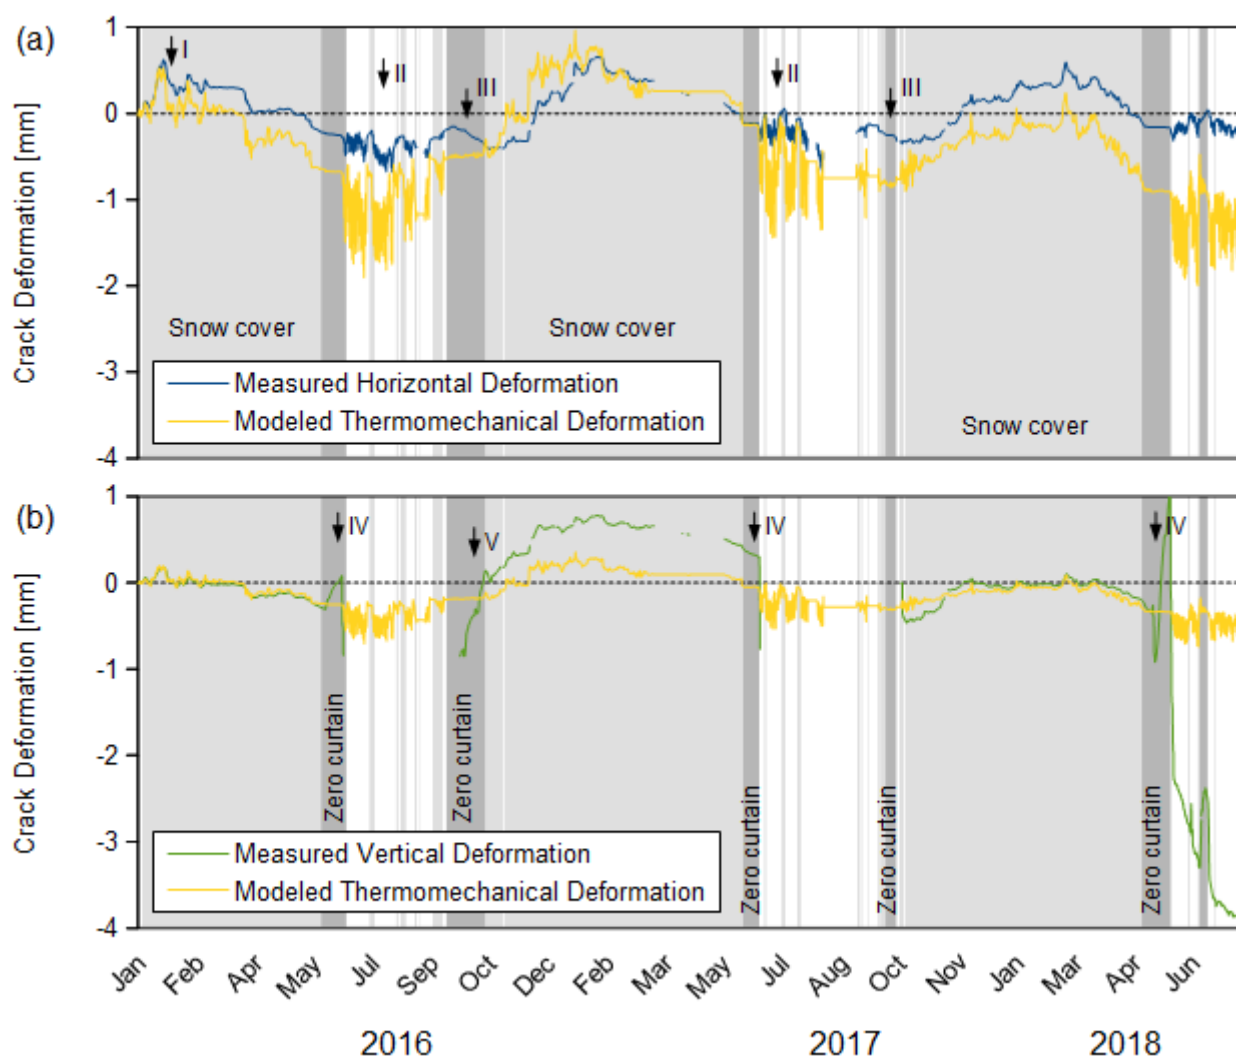 (a)
1
0
-1
-2
-3
-4
Crack Deformation [mm]
I
II
III
II
III
Snow cover
Snow cover
Snow cover
Measured Horizontal Deformation
Modeled Thermomechanical Deformation
(b)
1
0
-1
-2
-3
-4
Crack Deformation [mm]
IV
V
IV
IV
Zero curtain
Zero curtain
Zero curtain
Zero curtain
Zero curtain
Measured Vertical Deformation
Modeled Thermomechanical Deformation
Jan Feb Apr May Jul Sep Oct Dec Feb Mar May Jul Aug Oct Nov Jan Mar Apr Jun
2016 2017 2018